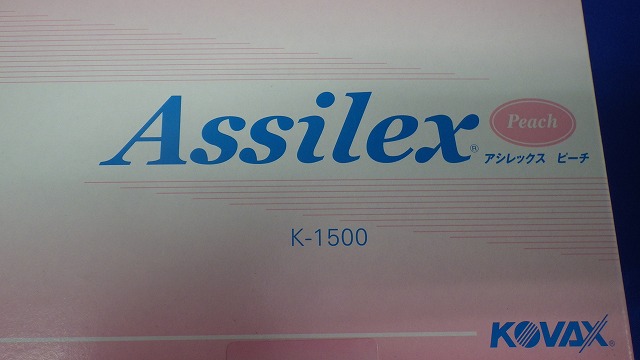 Assilex®
Peach
アシレックス ピーチ
K-1500
KOVAX®